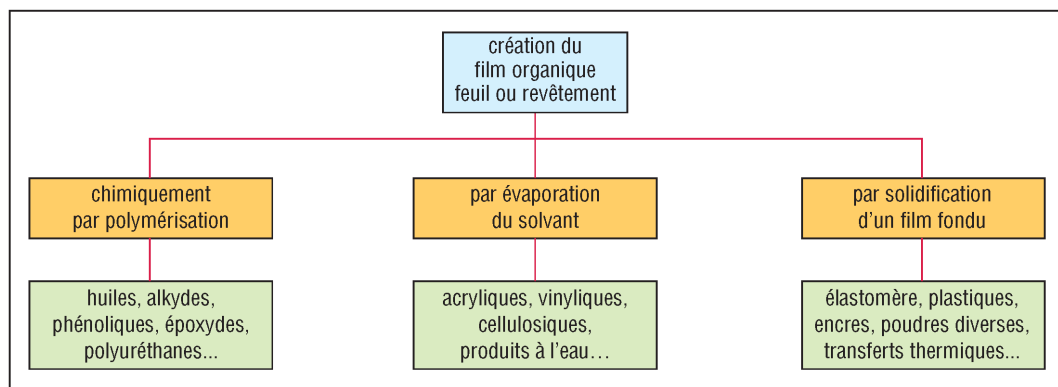 création du
film organique
feuil ou revêtement
chimiquement
par polymérisation
par évaporation
du solvant
par solidification
d'un film fondu
huiles, alkydes,
phénoliques, époxydes,
polyuréthanes...
acryliques, vinyliques,
cellulosiques,
produits à l'eau…
élastomère, plastiques,
encres, poudres diverses,
transferts thermiques...